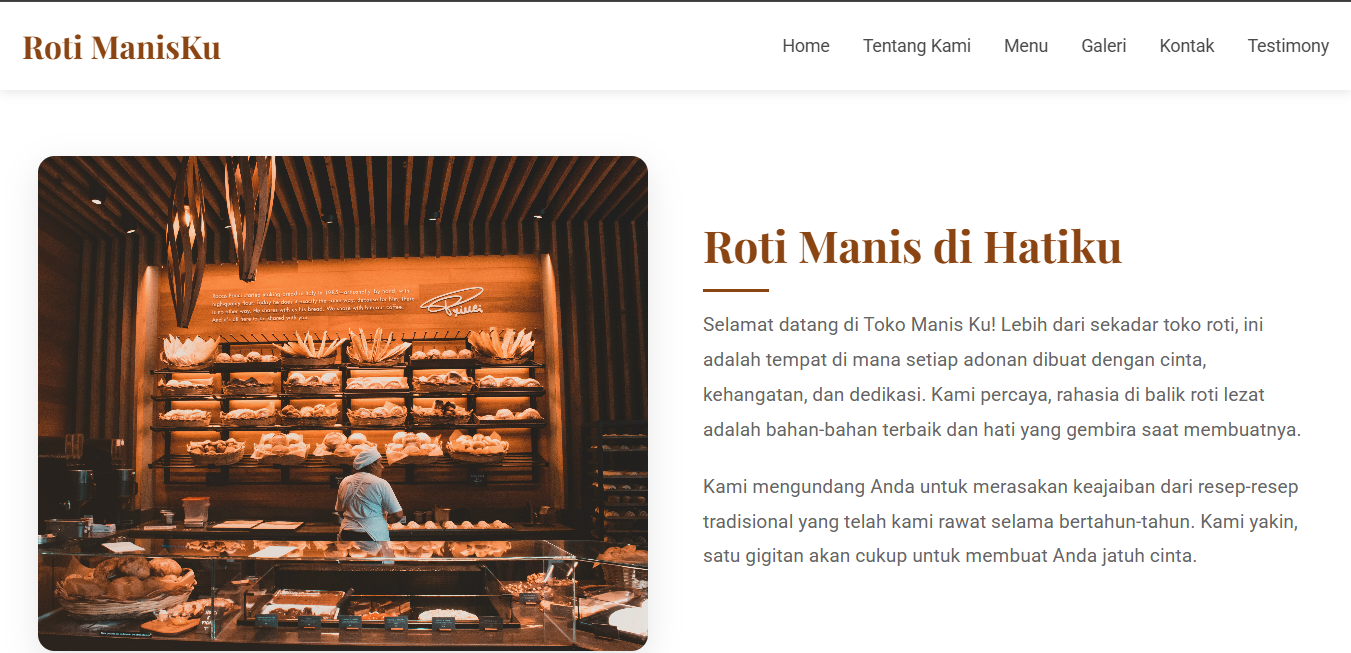 Roti ManisKu
Home Tentang Kami Menu Galeri Kontak Testimony
Princi
Roti Manis di Hatiku
Selamat datang di Toko Manis Ku! Lebih dari sekadar toko roti, ini
adalah tempat di mana setiap adonan dibuat dengan cinta,
kehangatan, dan dedikasi. Kami percaya, rahasia di balik roti lezat
adalah bahan-bahan terbaik dan hati yang gembira saat membuatnya.
Kami mengundang Anda untuk merasakan keajaiban dari resep-resep
tradisional yang telah kami rawat selama bertahun-tahun. Kami yakin,
satu gigitan akan cukup untuk membuat Anda jatuh cinta.